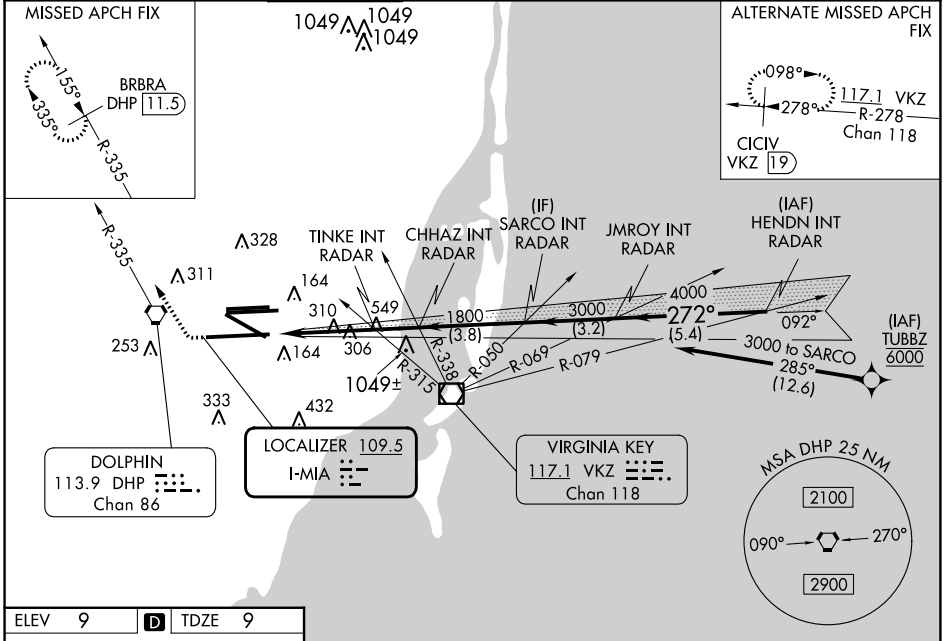 MISSED APCH FIX
155°
335°
BRBRA
DHP 11.5
R-335
1049
1049
1049
ALTERNATE MISSED APCH
FIX
098°
278°
117.1 VKZ
R-278
Chan 118
CICIV
VKZ 19
R-335
328
311
253
333
432
164
310
549
306
164
1049±
TINKE INT
RADAR
CHHAZ INT
RADAR
(IF)
SARCO INT
RADAR
JMROY INT
RADAR
(IAF)
HENDN INT
RADAR
1800
(3.8)
3000
(3.2)
4000
272°
(5.4)
092°
R-315
R-338
R-050
R-069
R-079
3000 to SARCO
285°
(12.6)
(IAF)
TUBBZ
6000
DOLPHIN
113.9 DHP
Chan 86
LOCALIZER 109.5
I-MIA
VIRGINIA KEY
117.1 VKZ
Chan 118
MSA DHP 25 NM
2100
090°
270°
2900
ELEV 9 D TDZE 9